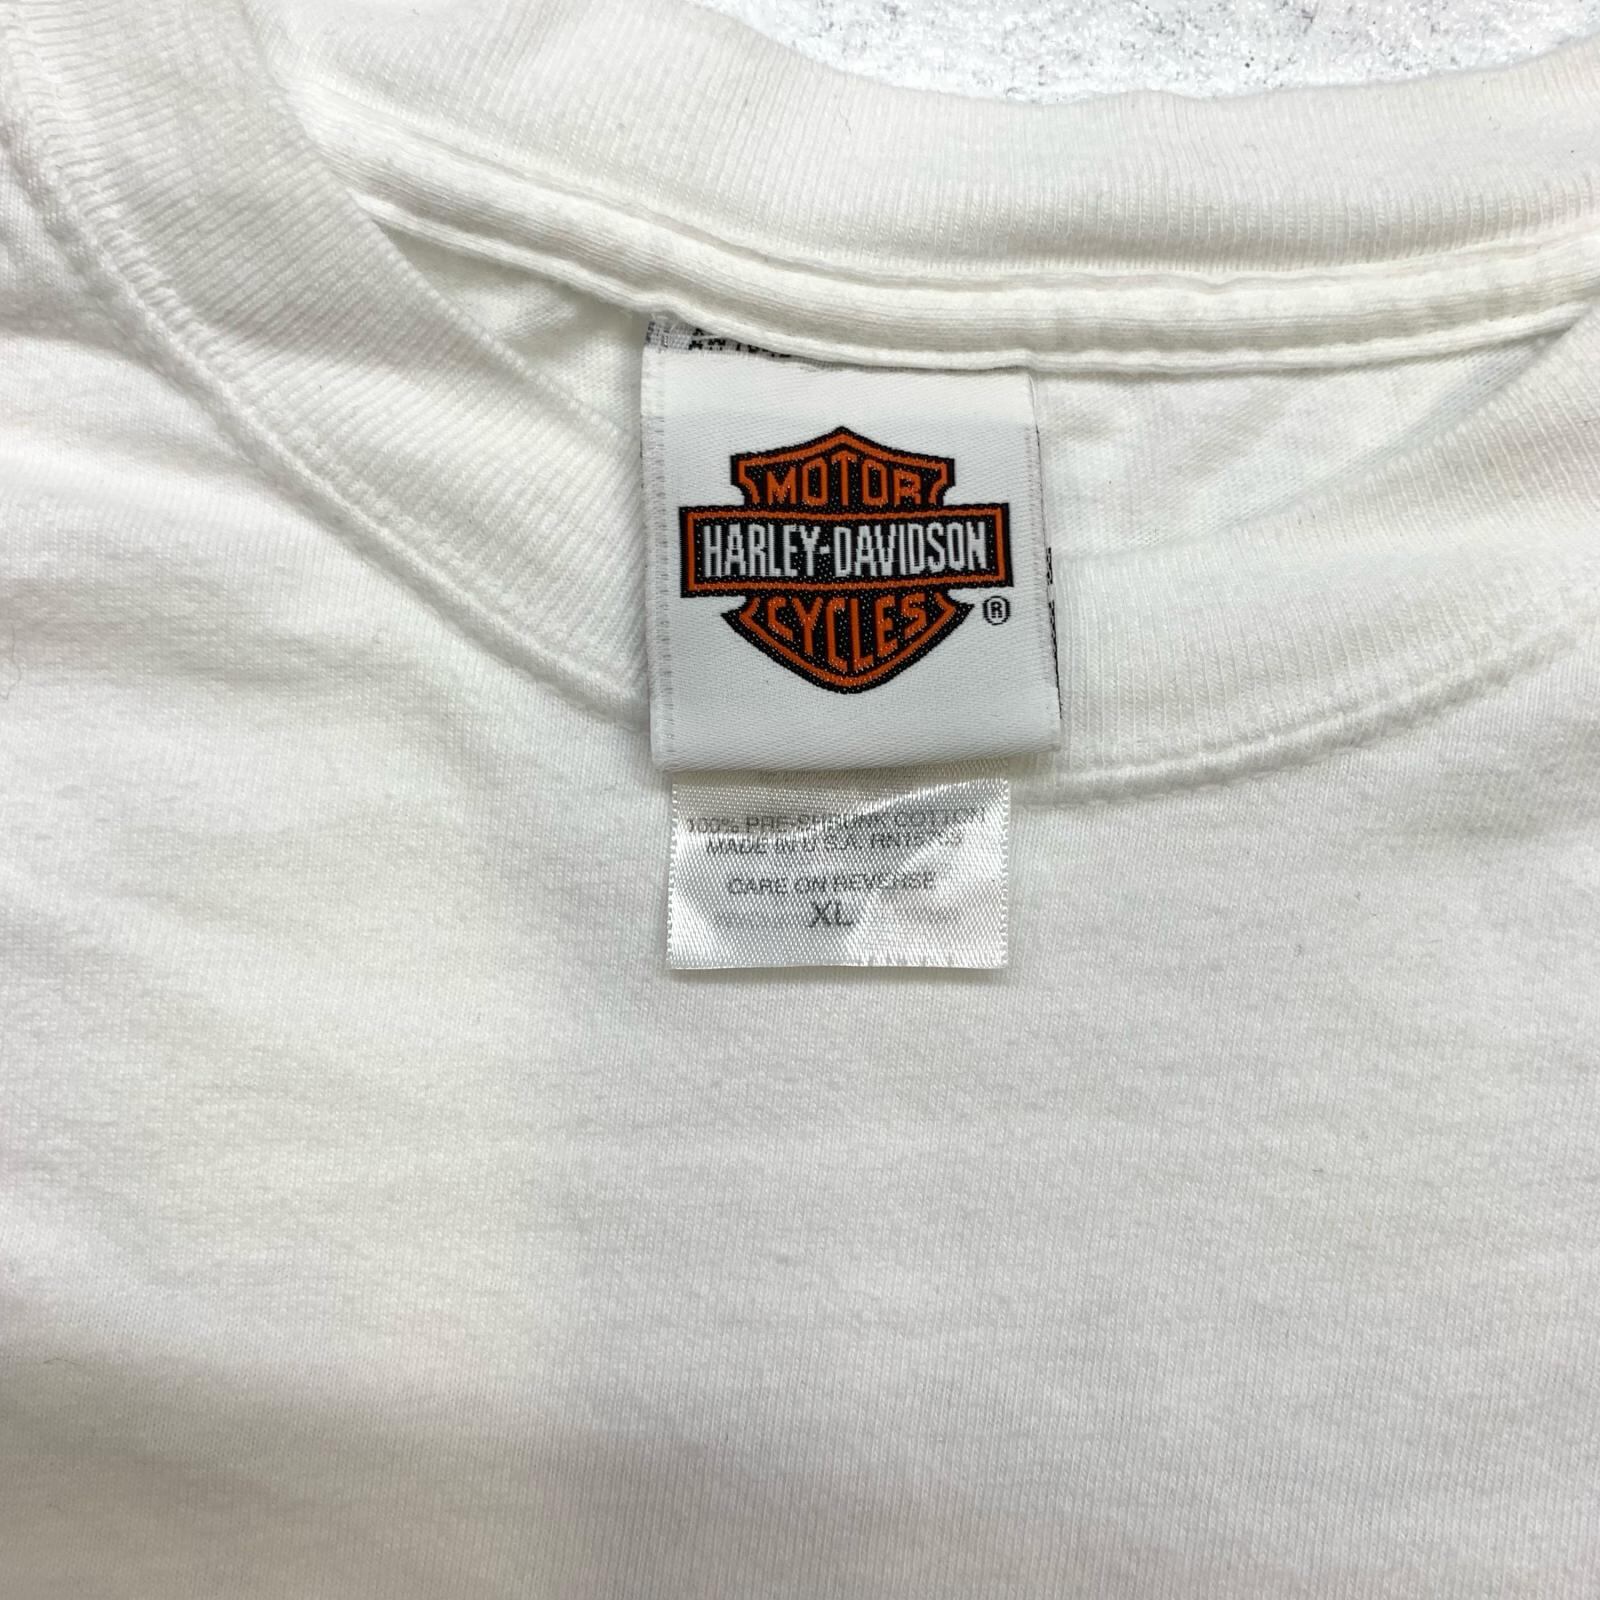 MOTOR
HARLEY-DAVIDSON
CYCLES
®
100% PRE-SHRUNK COTTON
MADE IN U.S.A.
CARE ON REVERSE
XL